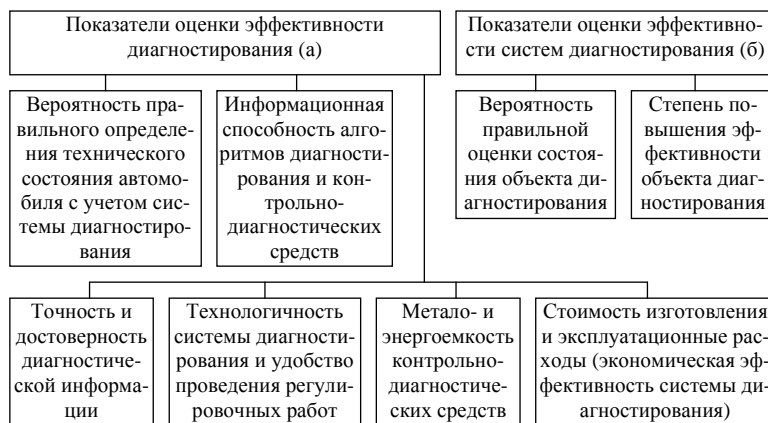 Показатели оценки эффективности
диагностирования (а)
Показатели оценки эффективно-
сти систем диагностирования (б)
Вероятность пра-
вильного определе-
ния технического
состояния автомо-
биля с учетом сис-
темы диагностиро-
вания
Информационная
способность алго-
ритмов диагности-
рования и кон-
трольно-
диагностических
средств
Вероятность
правильной
оценки состоя-
ния объекта ди-
агностирования
Степень по-
вышения эф-
фективности
объекта диаг-
ностирования
Точность и
достоверность
диагностиче-
ской информа-
ции
Технологичность
системы диагности-
рования и удобство
проведения регули-
ровочных работ
Метало- и
энергоемкость
контрольно-
диагностиче-
ских средств
Стоимость изготовления
и эксплуатационные рас-
ходы (экономическая эф-
фективность системы ди-
агностирования)